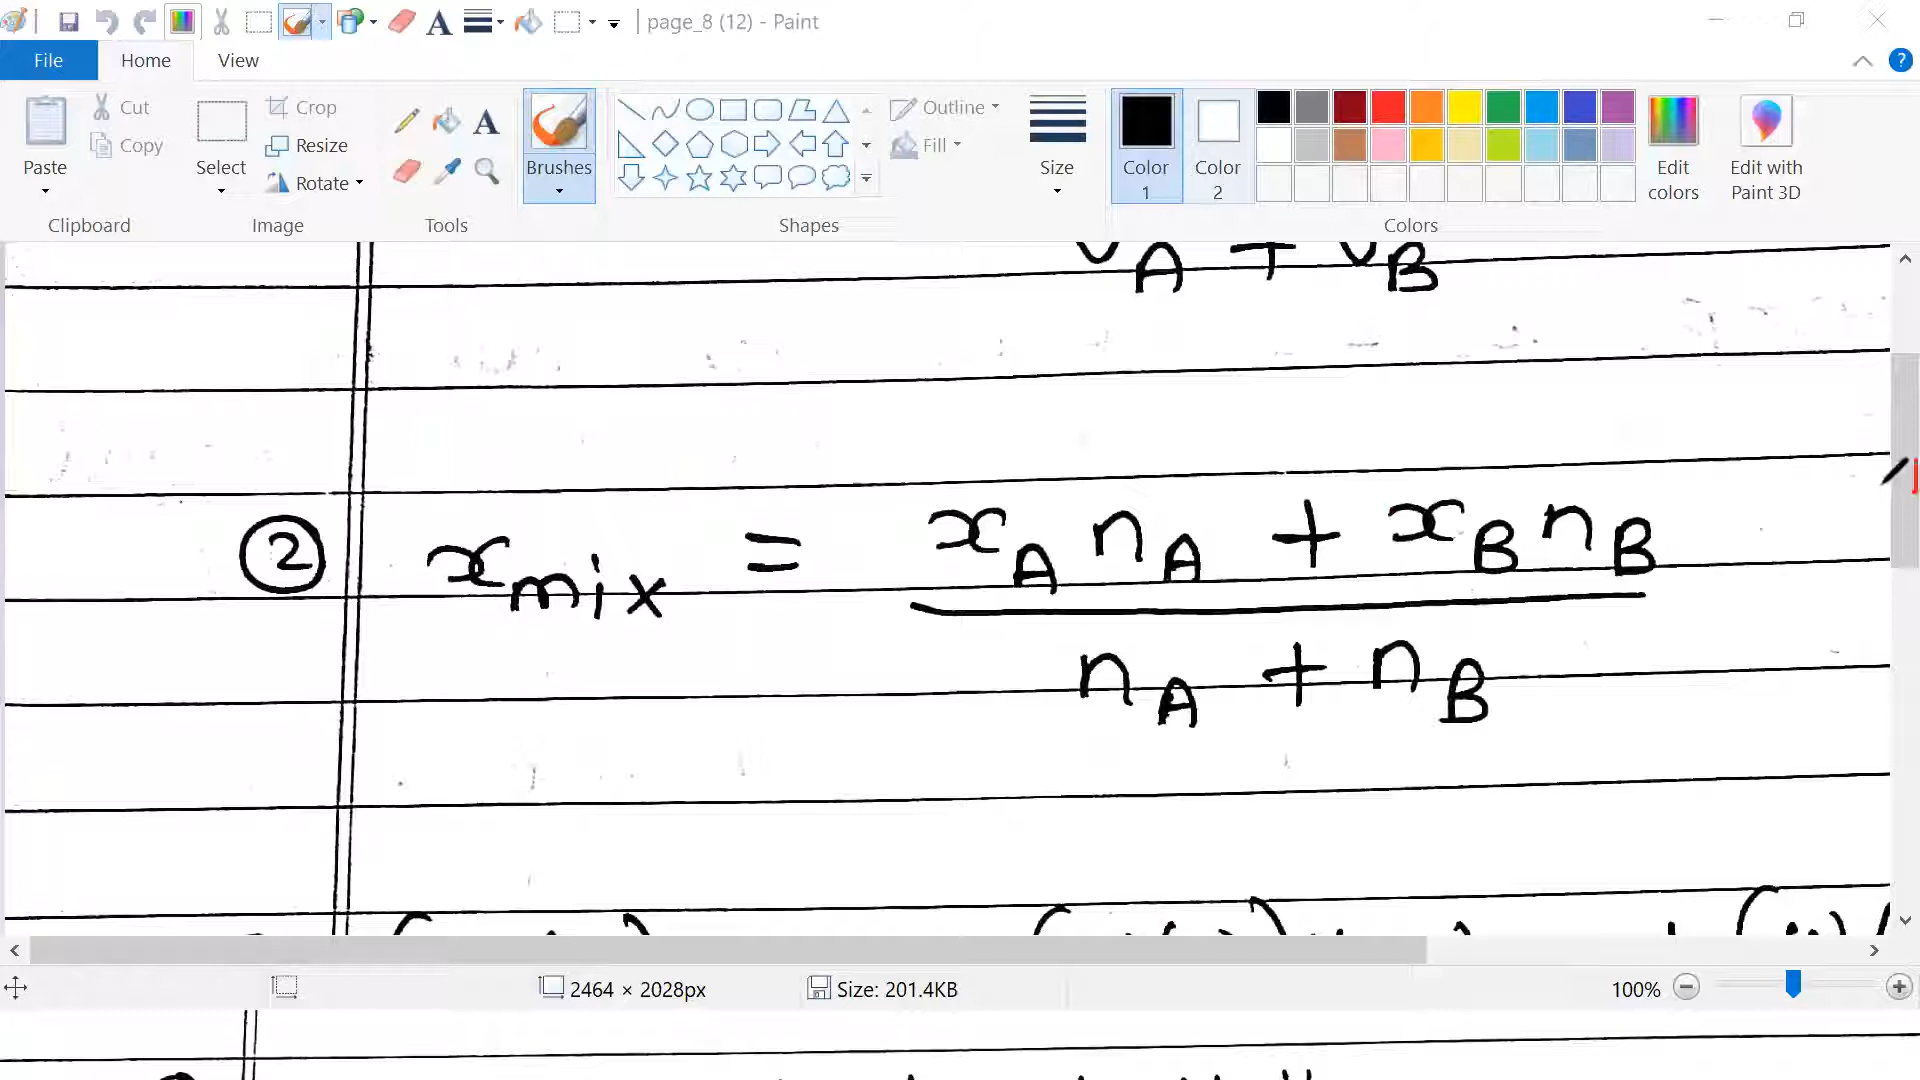 page_8 (12) - Paint
File Home View
Paste Cut Copy Select Crop Resize Rotate Brushes Outline Fill Size Color 1 Color 2 Edit colors Edit with Paint 3D
Clipboard Image Tools Shapes Colors
A + B
② x_mix = x_A n_A + x_B n_B
n_A + n_B
2464 × 2028px Size: 201.4KB 100%